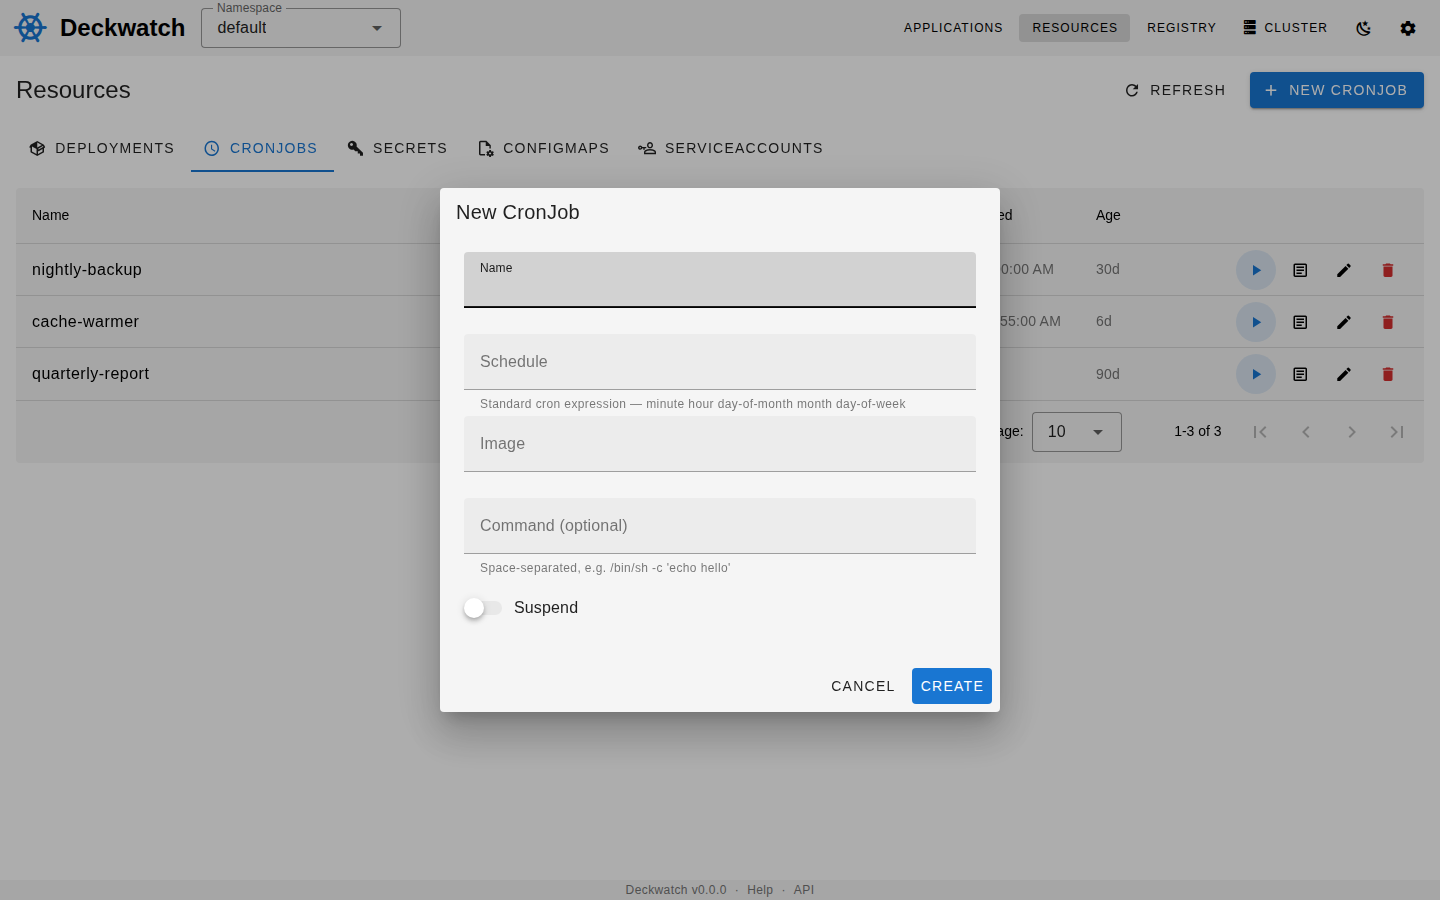 Deckwatch
Namespace
default
APPLICATIONS
RESOURCES
REGISTRY
CLUSTER
Resources
REFRESH
NEW CRONJOB
DEPLOYMENTS
CRONJOBS
SECRETS
CONFIGMAPS
SERVICEACCOUNTS
Name
Age
nightly-backup
0:00 AM
30d
cache-warmer
55:00 AM
6d
quarterly-report
90d
10
1-3 of 3
New CronJob
Name
Schedule
Standard cron expression — minute hour day-of-month month day-of-week
Image
Command (optional)
Space-separated, e.g. /bin/sh -c 'echo hello'
Suspend
CANCEL
CREATE
Deckwatch v0.0.0 · Help · API